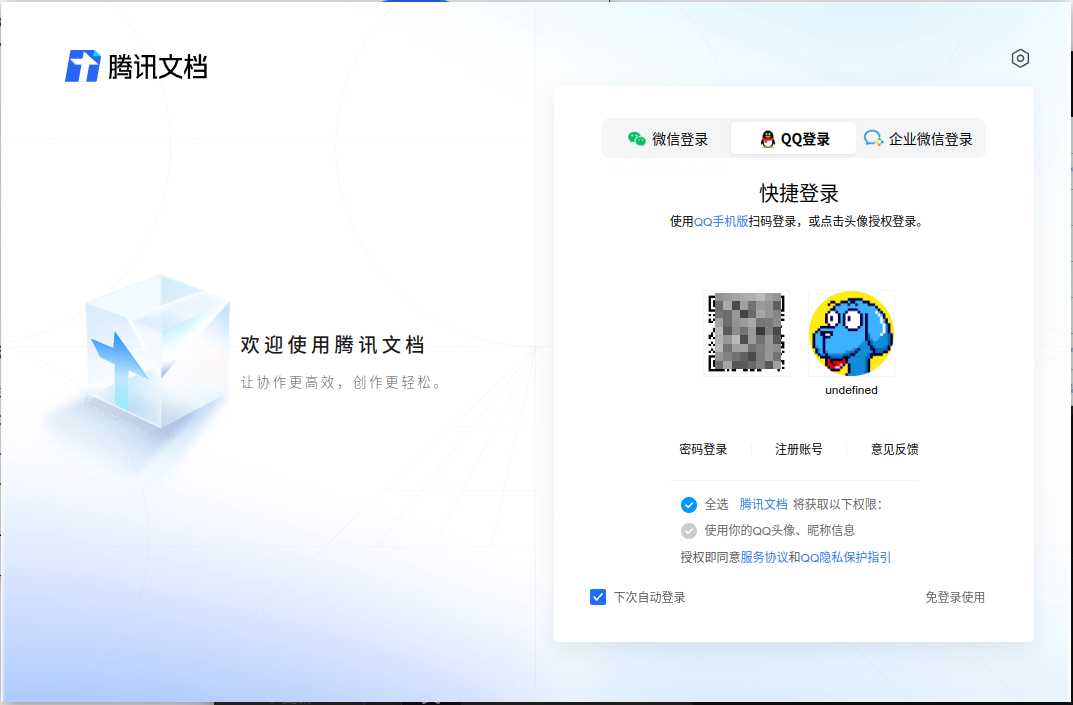 腾讯文档
欢迎使用腾讯文档
让协作更高效，创作更轻松。
微信登录 QQ登录 企业微信登录
快捷登录
使用QQ手机版扫码登录，或点击头像授权登录。
undefined
密码登录 注册账号 意见反馈
全选 腾讯文档 将获取以下权限：
使用你的QQ头像、昵称信息
授权即同意服务协议和QQ隐私保护指引
下次自动登录 免登录使用